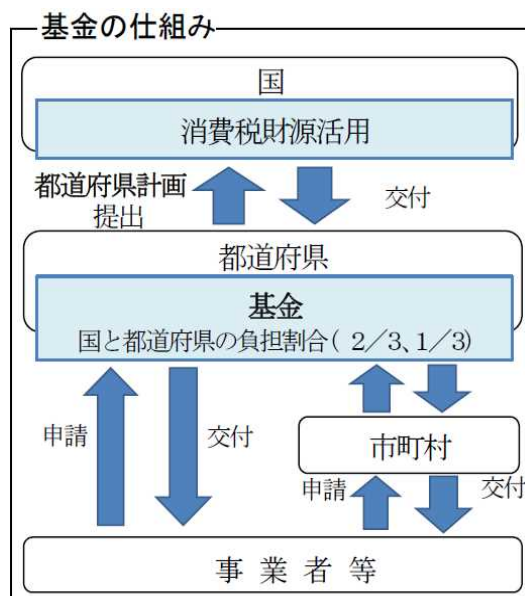 基金の仕組み
国
消費税財源活用
都道府県計画
提出
交付
都道府県
基金
国と都道府県の負担割合( 2／3、1／3)
申請
交付
市町村
申請
交付
事 業 者 等